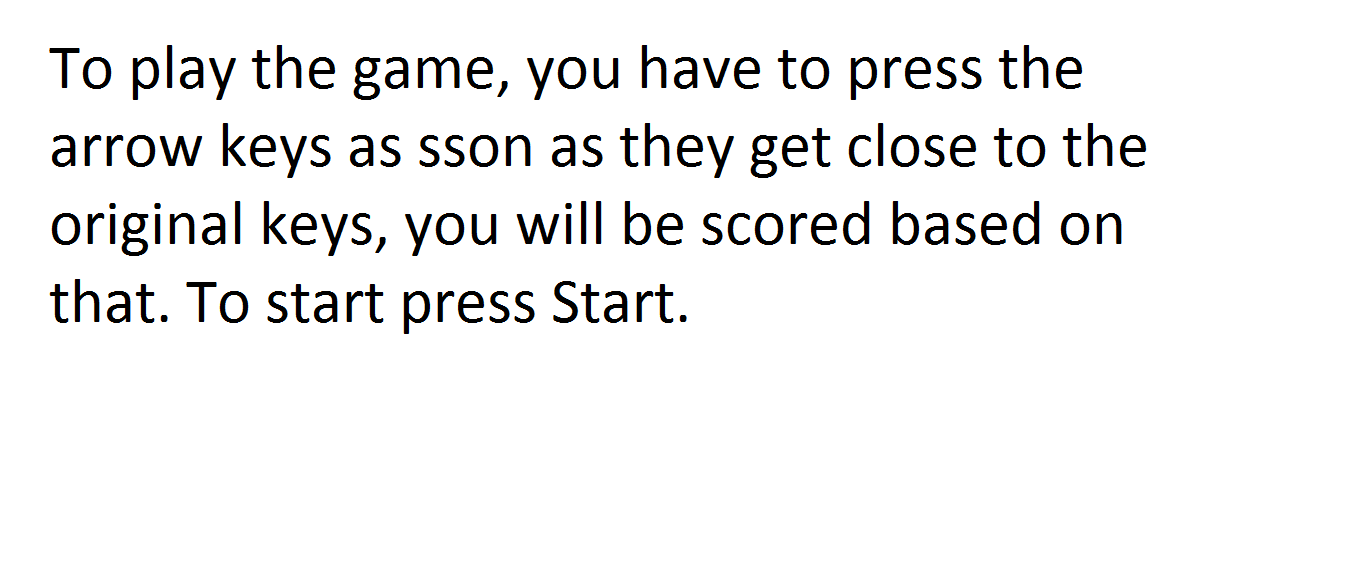 To play the game, you have to press the
arrow keys as sson as they get close to the
original keys, you will be scored based on
that. To start press Start.